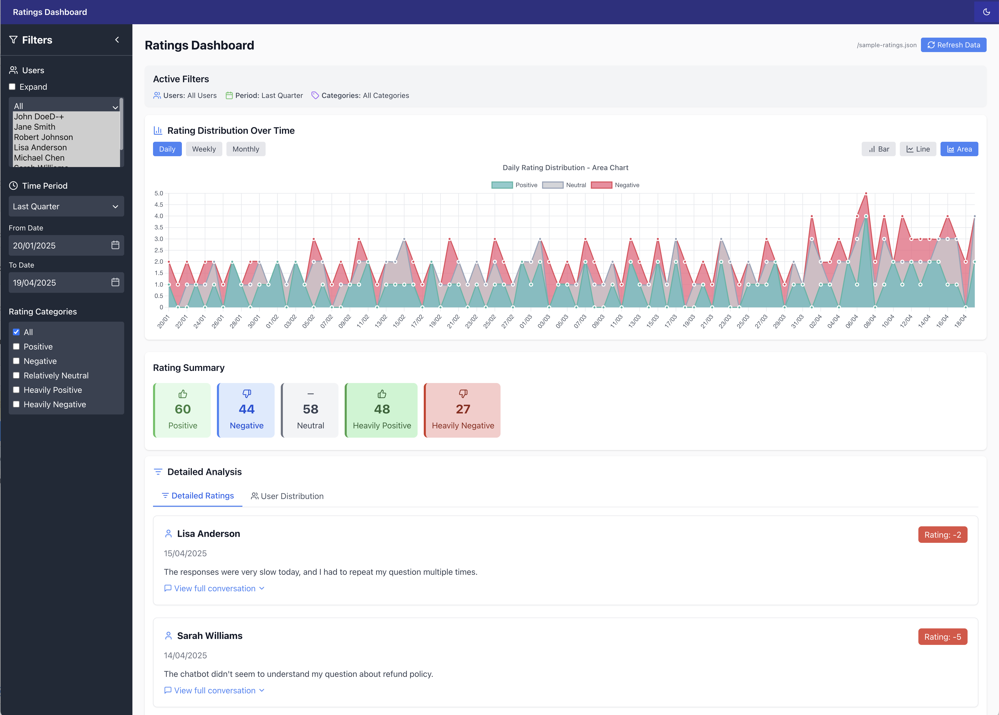 Ratings Dashboard
Filters
Users
Expand
All
John DoeD-+
Jane Smith
Robert Johnson
Lisa Anderson
Michael Chen
Sarah Williams
Time Period
Last Quarter
From Date
20/01/2025
To Date
19/04/2025
Rating Categories
All
Positive
Negative
Relatively Neutral
Heavily Positive
Heavily Negative
Ratings Dashboard
/sample-ratings.json
Refresh Data
Active Filters
Users: All Users Period: Last Quarter Categories: All Categories
Rating Distribution Over Time
Daily Weekly Monthly
Bar Line Area
Daily Rating Distribution - Area Chart
Positive Neutral Negative
5.0
4.5
4.0
3.5
3.0
2.5
2.0
1.5
1.0
0.5
0
20/01 22/01 24/01 26/01 28/01 30/01 01/02 03/02 05/02 07/02 09/02 11/02 13/02 15/02 17/02 19/02 21/02 23/02 25/02 27/02 01/03 03/03 05/03 07/03 09/03 11/03 13/03 15/03 17/03 19/03 21/03 23/03 25/03 27/03 29/03 31/03 02/04 04/04 06/04 08/04 10/04 12/04 14/04 16/04 18/04
Rating Summary
60
Positive
44
Negative
58
Neutral
48
Heavily Positive
27
Heavily Negative
Detailed Analysis
Detailed Ratings User Distribution
Lisa Anderson
Rating: -2
15/04/2025
The responses were very slow today, and I had to repeat my question multiple times.
View full conversation
Sarah Williams
Rating: -5
14/04/2025
The chatbot didn't seem to understand my question about refund policy.
View full conversation